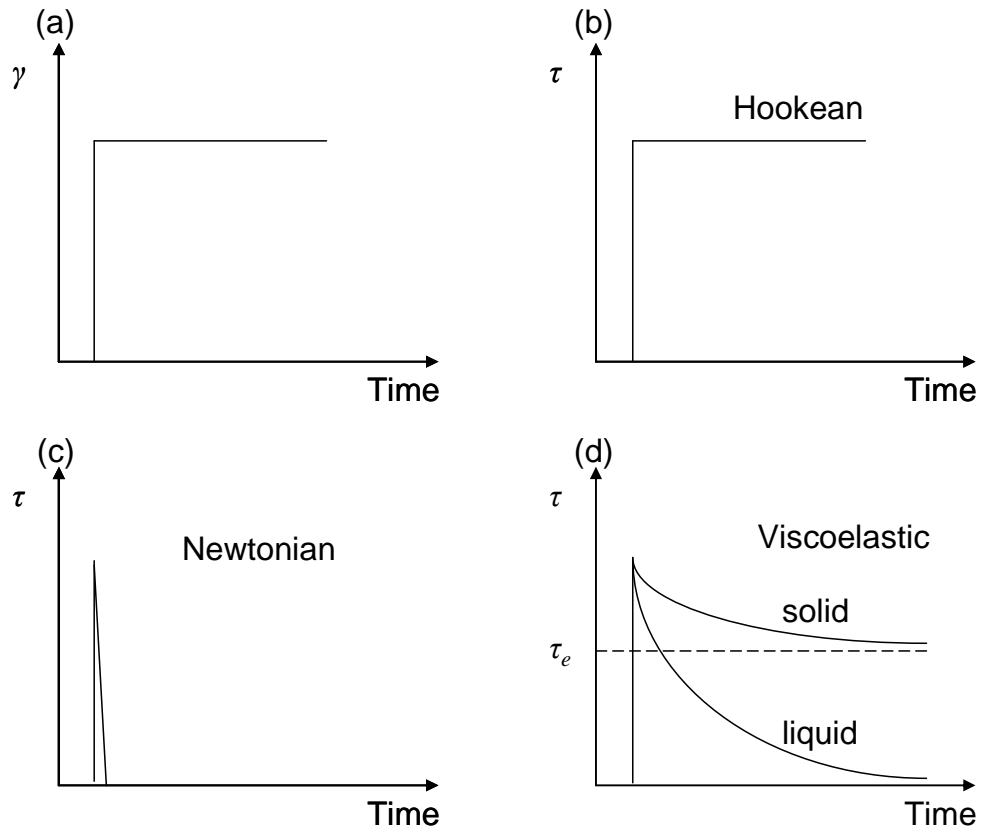 (a)
γ
Time
(b)
τ
Hookean
Time
(c)
τ
Newtonian
Time
(d)
τ
Viscoelastic
solid
τe
liquid
Time